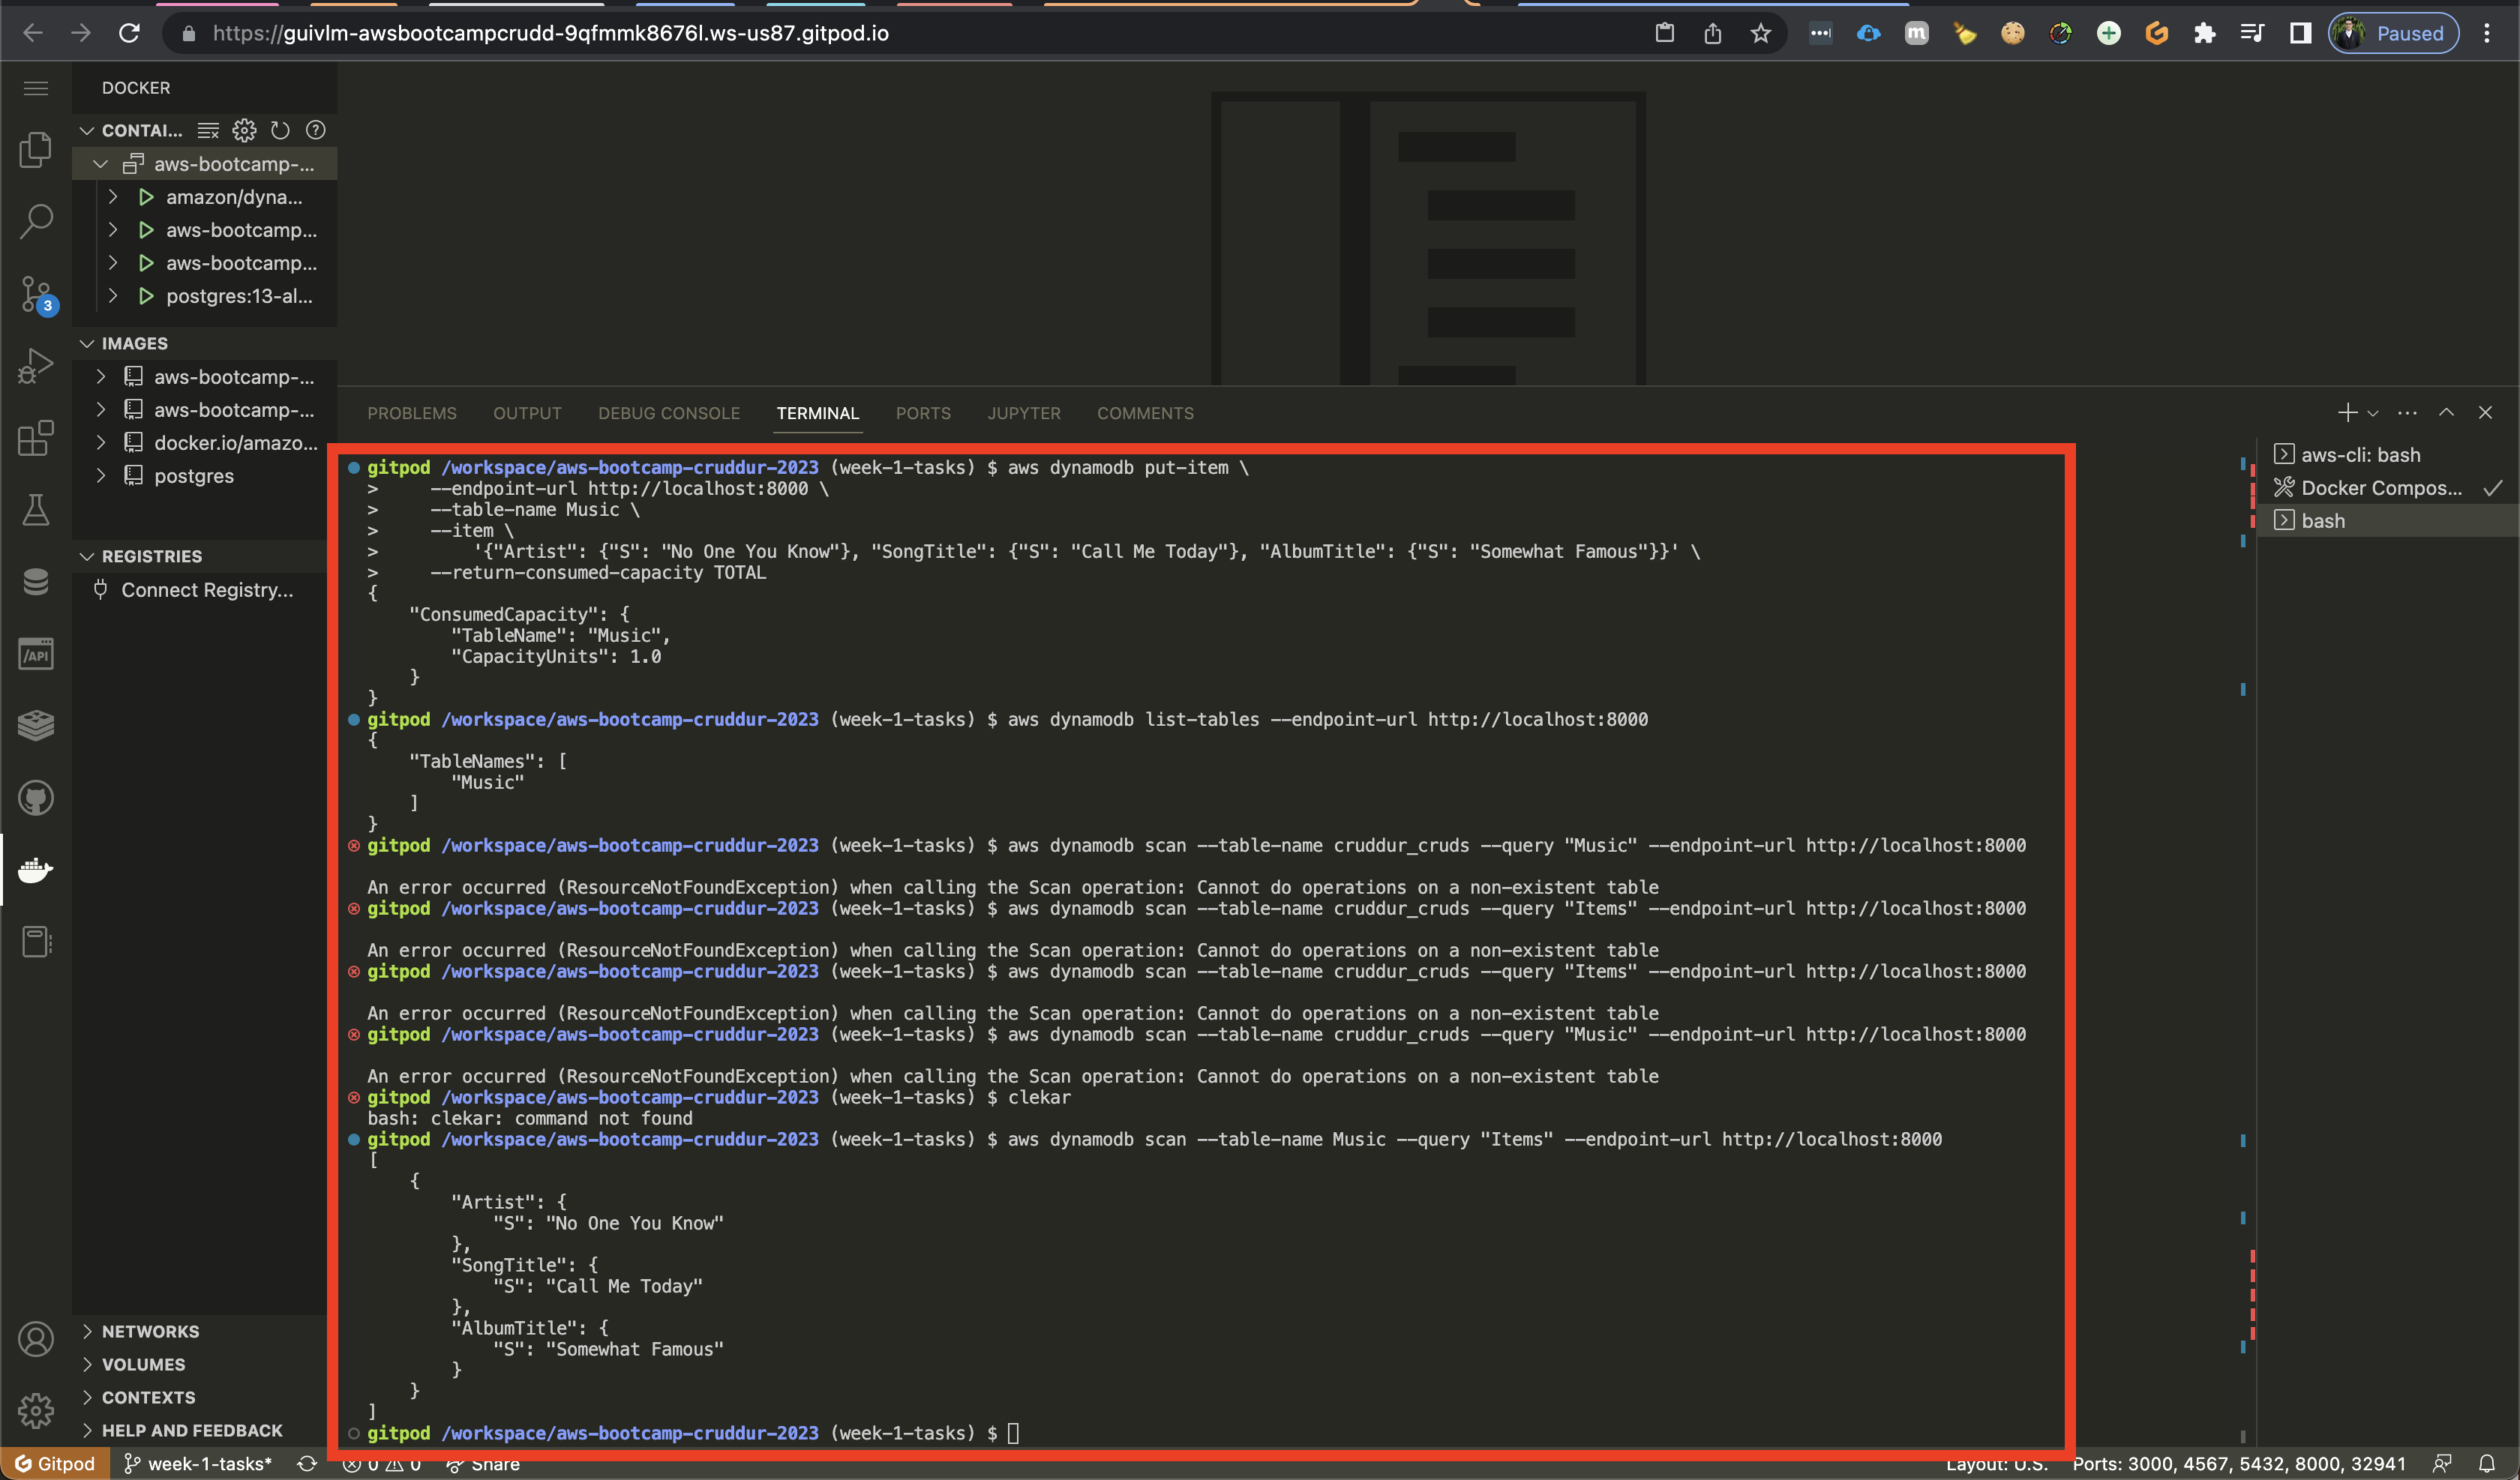 https://guivlm-awsbootcampcrudd-9qfmmk8676l.ws-us87.gitpod.io
Paused
DOCKER
CONTAI...
aws-bootcamp-...
amazon/dyna...
aws-bootcamp...
aws-bootcamp...
postgres:13-al...
3
IMAGES
aws-bootcamp-...
aws-bootcamp-...
docker.io/amazo...
postgres
REGISTRIES
Connect Registry...
/API
NETWORKS
VOLUMES
CONTEXTS
HELP AND FEEDBACK
PROBLEMS OUTPUT DEBUG CONSOLE TERMINAL PORTS JUPYTER COMMENTS
gitpod /workspace/aws-bootcamp-cruddur-2023 (week-1-tasks) $ aws dynamodb put-item \
> --endpoint-url http://localhost:8000 \
> --table-name Music \
> --item \
> '{"Artist": {"S": "No One You Know"}, "SongTitle": {"S": "Call Me Today"}, "AlbumTitle": {"S": "Somewhat Famous"}}' \
> --return-consumed-capacity TOTAL
{
"ConsumedCapacity": {
"TableName": "Music",
"CapacityUnits": 1.0
}
}
gitpod /workspace/aws-bootcamp-cruddur-2023 (week-1-tasks) $ aws dynamodb list-tables --endpoint-url http://localhost:8000
{
"TableNames": [
"Music"
]
}
gitpod /workspace/aws-bootcamp-cruddur-2023 (week-1-tasks) $ aws dynamodb scan --table-name cruddur_cruds --query "Music" --endpoint-url http://localhost:8000
An error occurred (ResourceNotFoundException) when calling the Scan operation: Cannot do operations on a non-existent table
gitpod /workspace/aws-bootcamp-cruddur-2023 (week-1-tasks) $ aws dynamodb scan --table-name cruddur_cruds --query "Items" --endpoint-url http://localhost:8000
An error occurred (ResourceNotFoundException) when calling the Scan operation: Cannot do operations on a non-existent table
gitpod /workspace/aws-bootcamp-cruddur-2023 (week-1-tasks) $ aws dynamodb scan --table-name cruddur_cruds --query "Items" --endpoint-url http://localhost:8000
An error occurred (ResourceNotFoundException) when calling the Scan operation: Cannot do operations on a non-existent table
gitpod /workspace/aws-bootcamp-cruddur-2023 (week-1-tasks) $ aws dynamodb scan --table-name cruddur_cruds --query "Music" --endpoint-url http://localhost:8000
An error occurred (ResourceNotFoundException) when calling the Scan operation: Cannot do operations on a non-existent table
gitpod /workspace/aws-bootcamp-cruddur-2023 (week-1-tasks) $ clekar
bash: clekar: command not found
gitpod /workspace/aws-bootcamp-cruddur-2023 (week-1-tasks) $ aws dynamodb scan --table-name Music --query "Items" --endpoint-url http://localhost:8000
[
{
"Artist": {
"S": "No One You Know"
},
"SongTitle": {
"S": "Call Me Today"
},
"AlbumTitle": {
"S": "Somewhat Famous"
}
}
]
gitpod /workspace/aws-bootcamp-cruddur-2023 (week-1-tasks) $
aws-cli: bash
Docker Compos...
bash
Gitpod week-1-tasks* 0 0 Share Layout: U.S. Ports: 3000, 4567, 5432, 8000, 32941